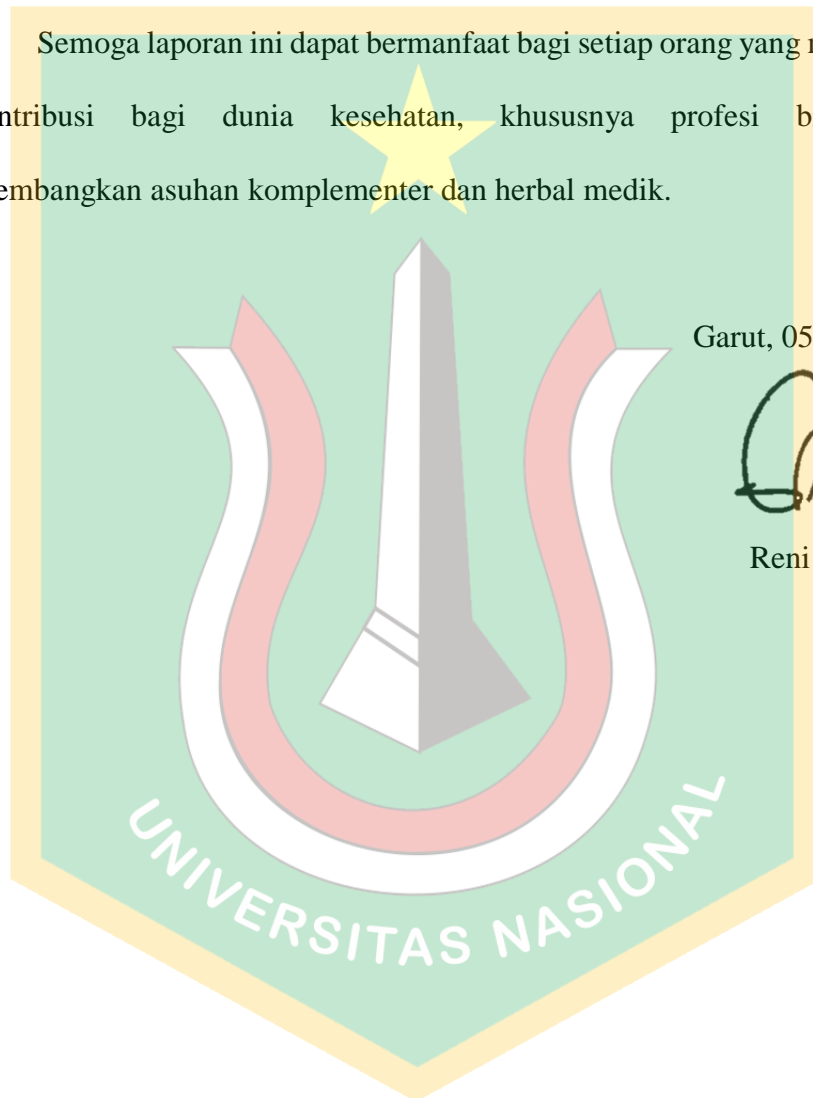 Semoga laporan ini dapat bermanfaat bagi setiap orang yang
ntribusi bagi dunia kesehatan, khususnya profesi
embangkan asuhan komplementer dan herbal medik.
Garut, 05
Reni
UNIVERSITAS NASIONAL